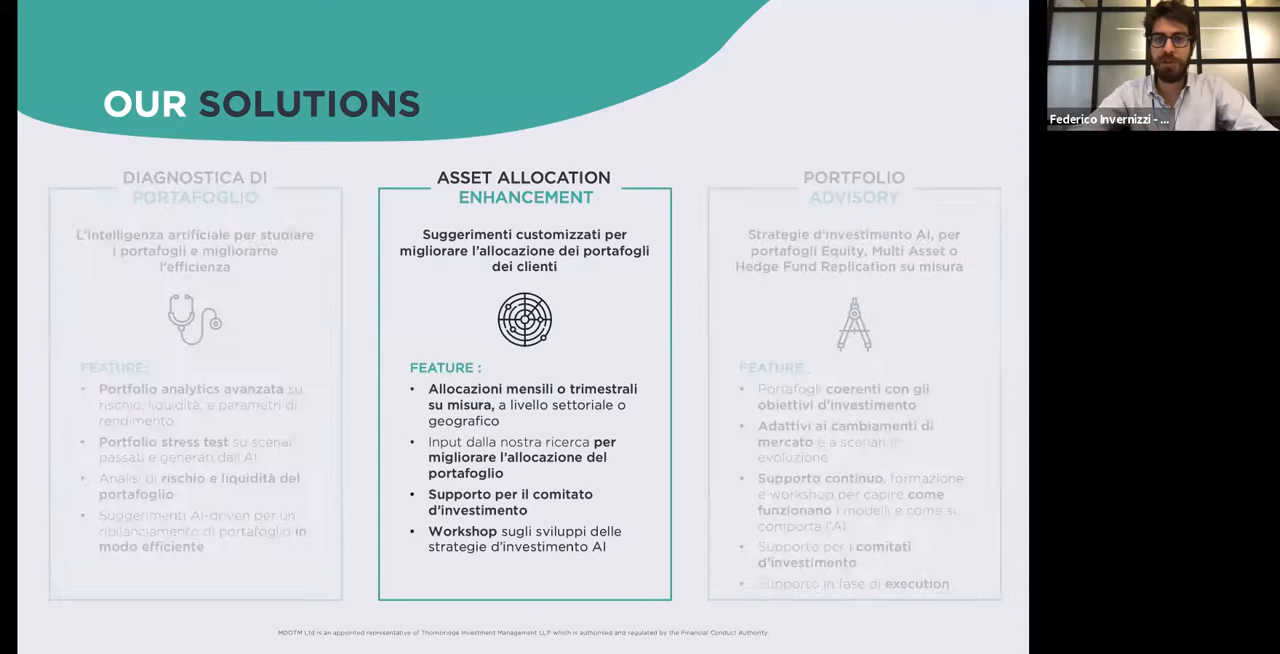 OUR SOLUTIONS
DIAGNOSTICA DI
PORTAFOGLIO
L'intelligenza artificiale per studiare
i portafogli e migliorarne
l'efficienza
FEATURE:
• Portfolio analytics avanzata su
rischio, liquidità, e parametri di
rendimento
• Portfolio stress test su scenari
passati e generati dall'AI
• Analisi di rischio e liquidità del
portafoglio
• Suggerimenti AI-driven per un
ribilanciamento di portafoglio in
modo efficiente
ASSET ALLOCATION
ENHANCEMENT
Suggerimenti customizzati per
migliorare l'allocazione dei portafogli
dei clienti
FEATURE :
• Allocazioni mensili o trimestrali
su misura, a livello settoriale o
geografico
• Input dalla nostra ricerca per
migliorare l'allocazione del
portafoglio
• Supporto per il comitato
d'investimento
• Workshop sugli sviluppi delle
strategie d'investimento AI
PORTFOLIO
ADVISORY
Strategie d'investimento AI, per
portafogli Equity, Multi Asset o
Hedge Fund Replication su misura
FEATURE :
• Portafogli coerenti con gli
obiettivi d'Investimento
• Adattivi ai cambiamenti di
mercato e a scenari in
evoluzione
• Supporto continuo, formazione
e workshop per capire come
funzionano i modelli e come si
comporta l'AI
• Supporto per i comitati
d'investimento
• Supporto in fase di execution
MDOTM Ltd is an appointed representative of Thornbridge Investment Management LLP which is authorised and regulated by the Financial Conduct Authority.
Federico Invernizzi - ...